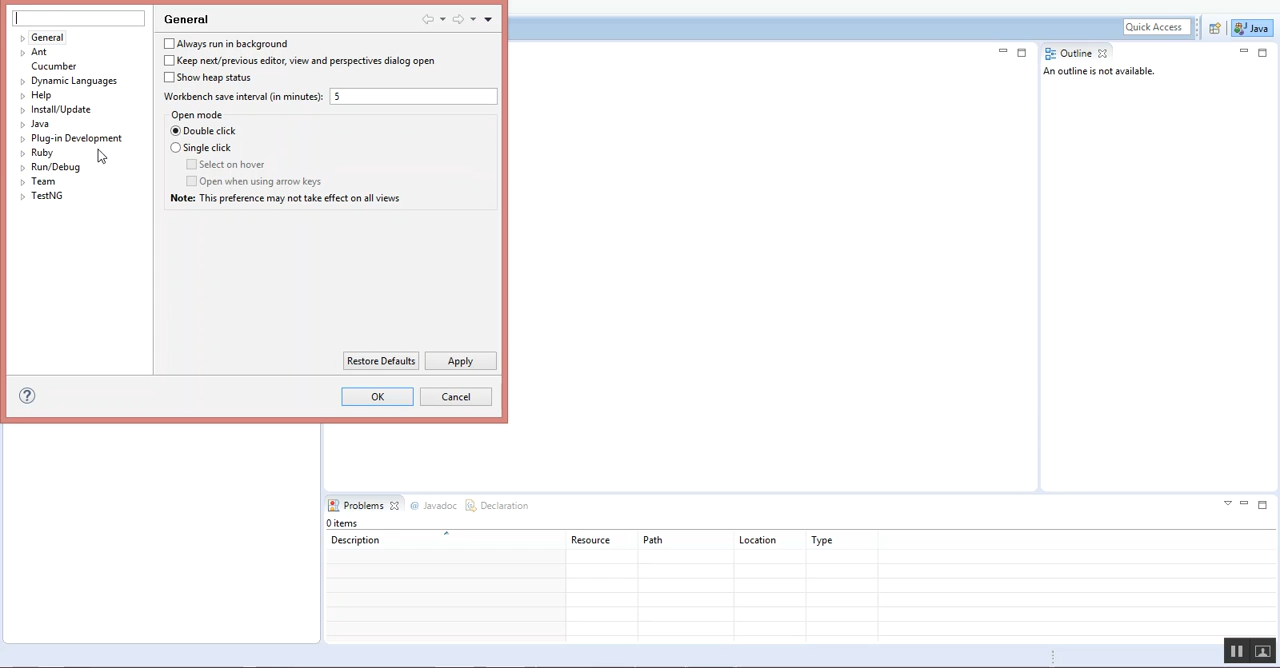 General
Ant
Cucumber
Dynamic Languages
Help
Install/Update
Java
Plug-in Development
Ruby
Run/Debug
Team
TestNG
General
Always run in background
Keep next/previous editor, view and perspectives dialog open
Show heap status
Workbench save interval (in minutes): 5
Open mode
Double click
Single click
Select on hover
Open when using arrow keys
Note: This preference may not take effect on all views
Restore Defaults Apply
? OK Cancel
Quick Access Java
Outline
An outline is not available.
Problems @ Javadoc Declaration
0 items
Description Resource Path Location Type